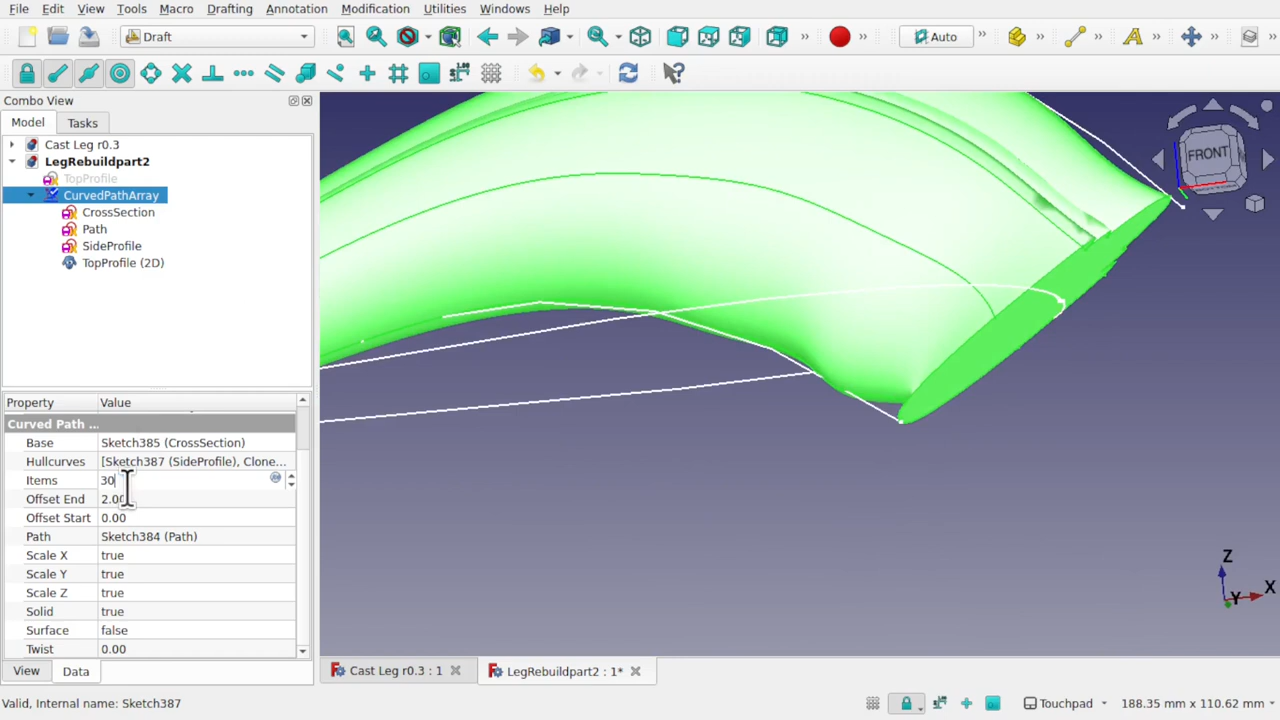 File Edit View Tools Macro Drafting Annotation Modification Utilities Windows Help
Draft
Auto
Combo View
Model Tasks
Cast Leg r0.3
LegRebuildpart2
TopProfile
CurvedPathArray
CrossSection
Path
SideProfile
TopProfile (2D)
Property Value
Curved Path ...
Base Sketch385 (CrossSection)
Hullcurves [Sketch387 (SideProfile), Clone...
Items 30
Offset End 2.00
Offset Start 0.00
Path Sketch384 (Path)
Scale X true
Scale Y true
Scale Z true
Solid true
Surface false
Twist 0.00
View Data
FRONT
Z
X
Y
Cast Leg r0.3 : 1
LegRebuildpart2 : 1*
Valid, Internal name: Sketch387
Touchpad
188.35 mm x 110.62 mm